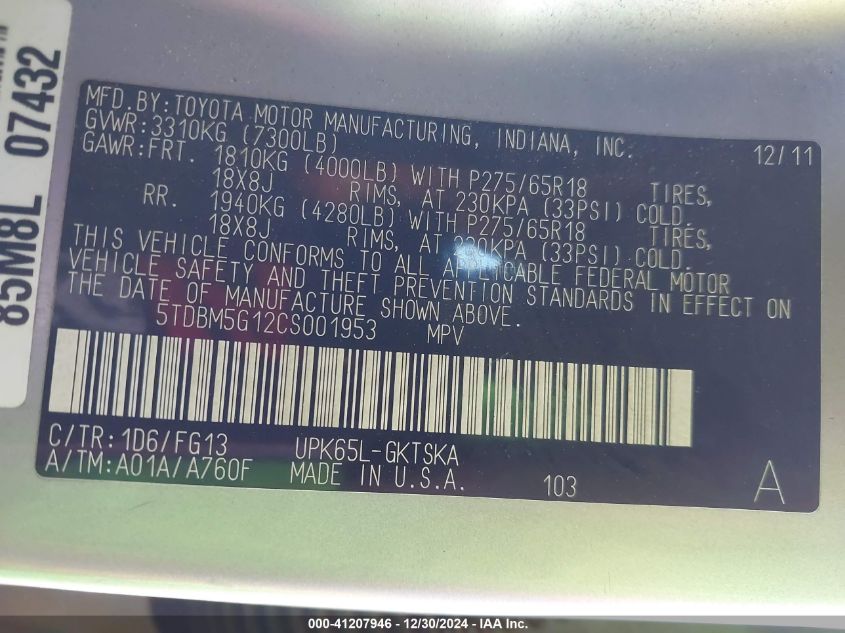 85M8L 07432
MFD.BY:TOYOTA MOTOR MANUFACTURING, INDIANA, INC. 12/11
GVWR:3310KG (7300LB)
GAWR:FRT. 1810KG (4000LB) WITH P275/65R18 TIRES,
18X8J RIMS, AT 230KPA (33PSI) COLD.
RR. 1940KG (4280LB) WITH P275/65R18 TIRES,
18X8J RIMS, AT 230KPA (33PSI) COLD.
THIS VEHICLE CONFORMS TO ALL APPLICABLE FEDERAL MOTOR
VEHICLE SAFETY AND THEFT PREVENTION STANDARDS IN EFFECT ON
THE DATE OF MANUFACTURE SHOWN ABOVE.
5TDBM5G12CS001953 MPV
C/TR:1D6/FG13 UPK65L-GKTSKA
A/TM:A01A/A760F MADE IN U.S.A. 103 A
000-41207946 - 12/30/2024 - IAA Inc.